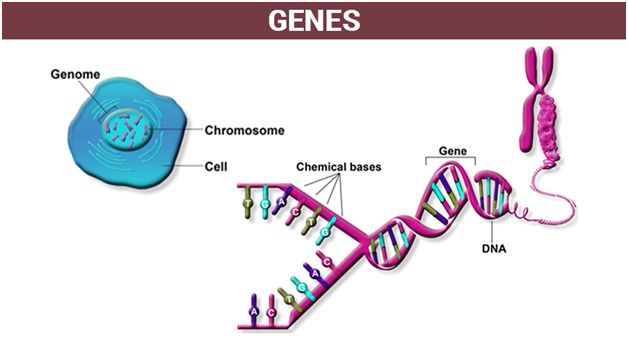 GENES
Genome
Chromosome
Cell
Chemical bases
Gene
DNA
T G A C T G
C A G T C A